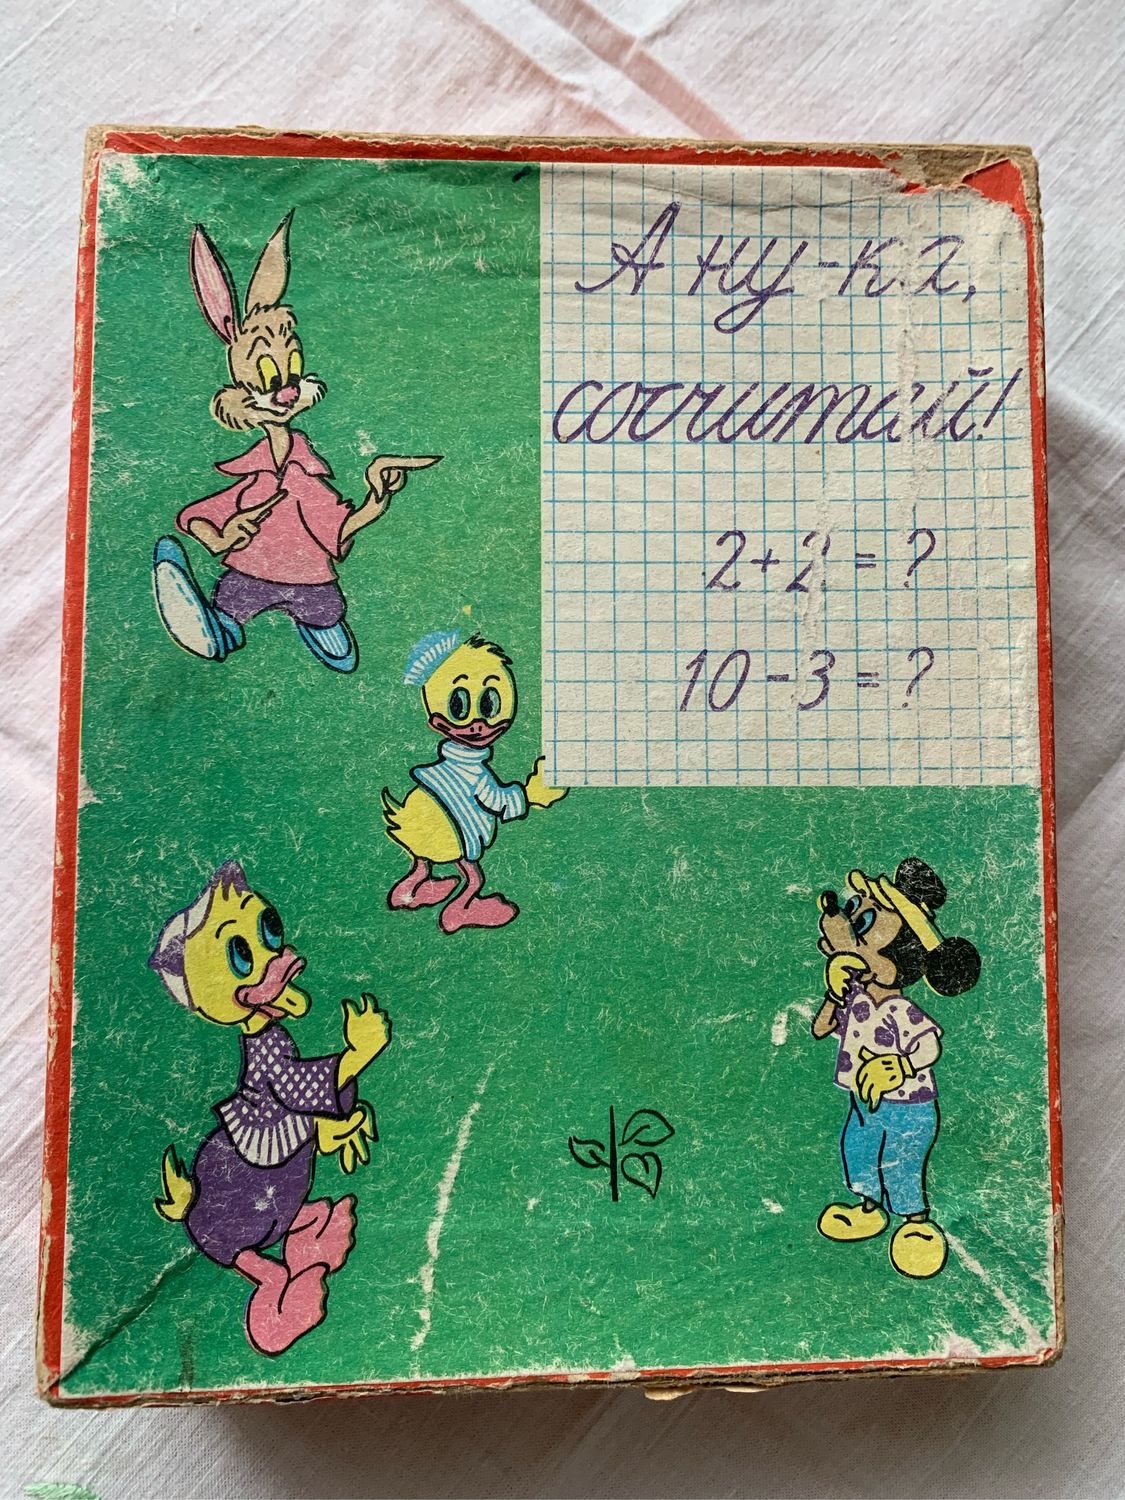 А ну-ка,
сосчитай!
2+2=?
10-3=?